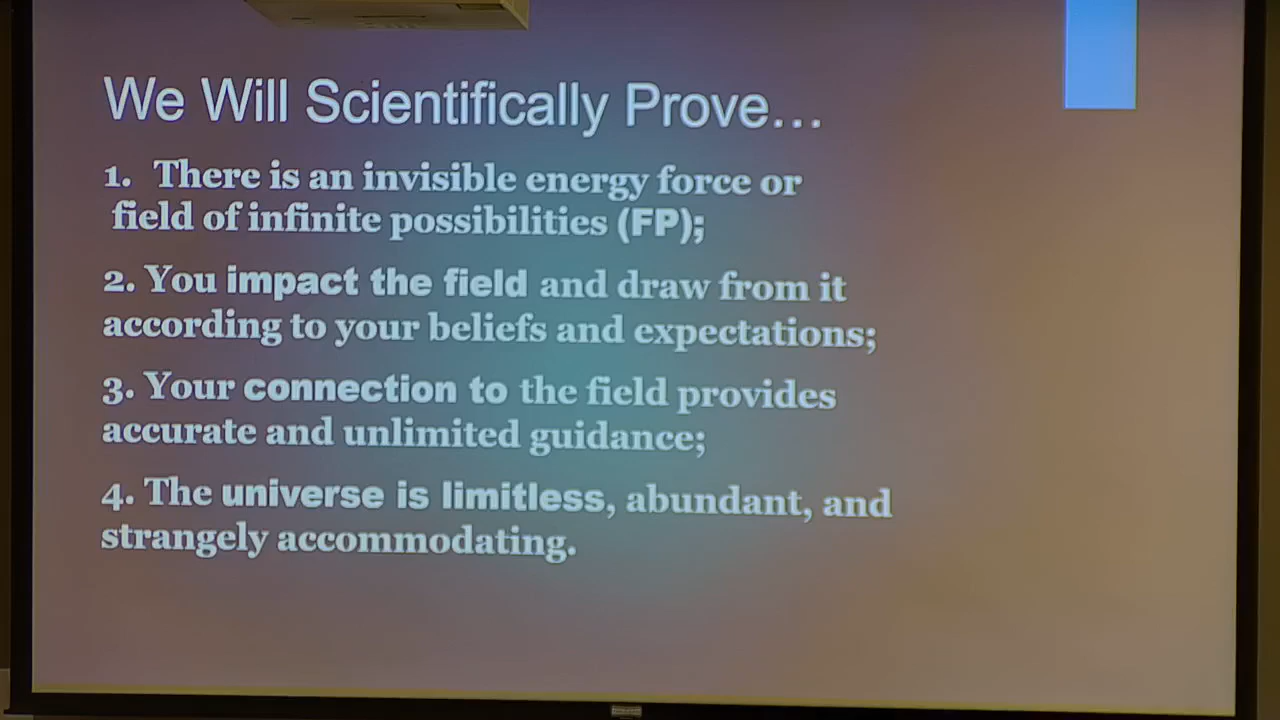 We Will Scientifically Prove...
1. There is an invisible energy force or
field of infinite possibilities (FP);
2. You impact the field and draw from it
according to your beliefs and expectations;
3. Your connection to the field provides
accurate and unlimited guidance;
4. The universe is limitless, abundant, and
strangely accommodating.